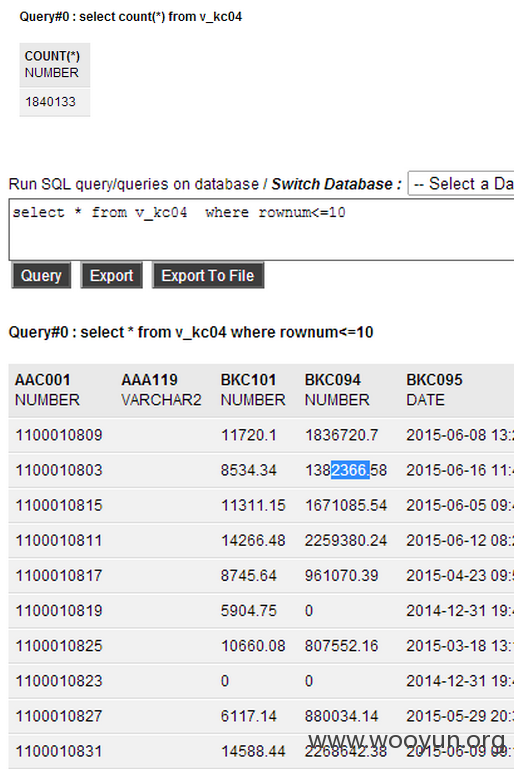 Query#0 : select count(*) from v_kc04
COUNT(*)
NUMBER
1840133
Run SQL query/queries on database / Switch Database : -- Select a Da
select * from v_kc04  where rownum<=10
Query Export Export To File
Query#0 : select * from v_kc04 where rownum<=10
AAC001 AAA119 BKC101 BKC094 BKC095
NUMBER VARCHAR2 NUMBER NUMBER DATE
1100010809 11720.1 1836720.7 2015-06-08 13:2
1100010803 8534.34 1382366.58 2015-06-16 11:4
1100010815 11311.15 1671085.54 2015-06-05 09:4
1100010811 14266.48 2259380.24 2015-06-12 08:2
1100010817 8745.64 961070.39 2015-04-23 09:5
1100010819 5904.75 0 2014-12-31 19:4
1100010825 10660.08 807552.16 2015-03-18 13:1
1100010823 0 0 2014-12-31 19:4
1100010827 6117.14 880034.14 2015-05-29 20:3
www.wooyun.org
1100010831 14588.44 2268642.38 2015-06-09 09:1